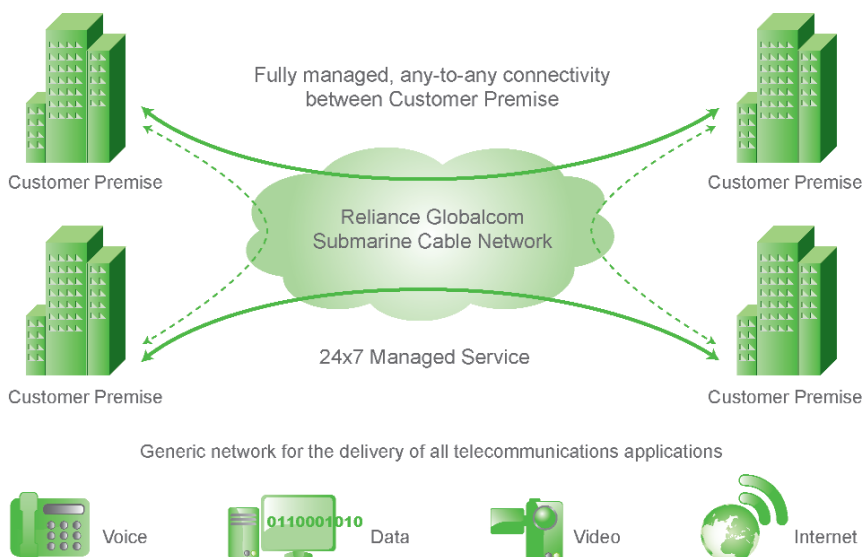 Fully managed, any-to-any connectivity
between Customer Premise
Customer Premise
Customer Premise
Reliance Globalcom
Submarine Cable Network
24x7 Managed Service
Customer Premise
Customer Premise
Generic network for the delivery of all telecommunications applications
Voice
0110001010
Data
Video
Internet